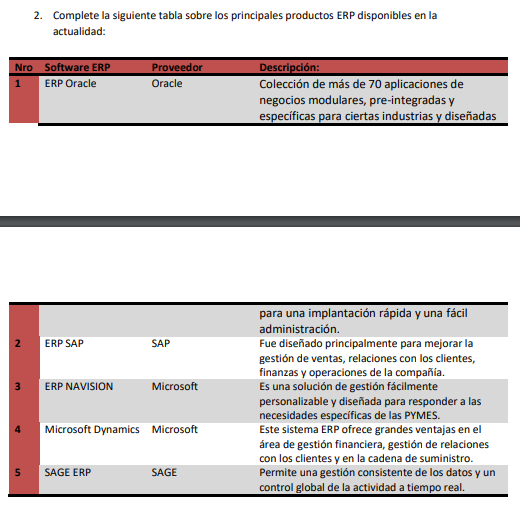 2. Complete la siguiente tabla sobre los principales productos ERP disponibles en la
actualidad:
Nro Software ERP Proveedor Descripción:
1 ERP Oracle Oracle Colección de más de 70 aplicaciones de
negocios modulares, pre-integradas y
específicas para ciertas industrias y diseñadas
para una implantación rápida y una fácil
administración.
2 ERP SAP SAP Fue diseñado principalmente para mejorar la
gestión de ventas, relaciones con los clientes,
finanzas y operaciones de la compañía.
3 ERP NAVISION Microsoft Es una solución de gestión fácilmente
personalizable y diseñada para responder a las
necesidades específicas de las PYMES.
4 Microsoft Dynamics Microsoft Este sistema ERP ofrece grandes ventajas en el
área de gestión financiera, gestión de relaciones
con los clientes y en la cadena de suministro.
5 SAGE ERP SAGE Permite una gestión consistente de los datos y un
control global de la actividad a tiempo real.